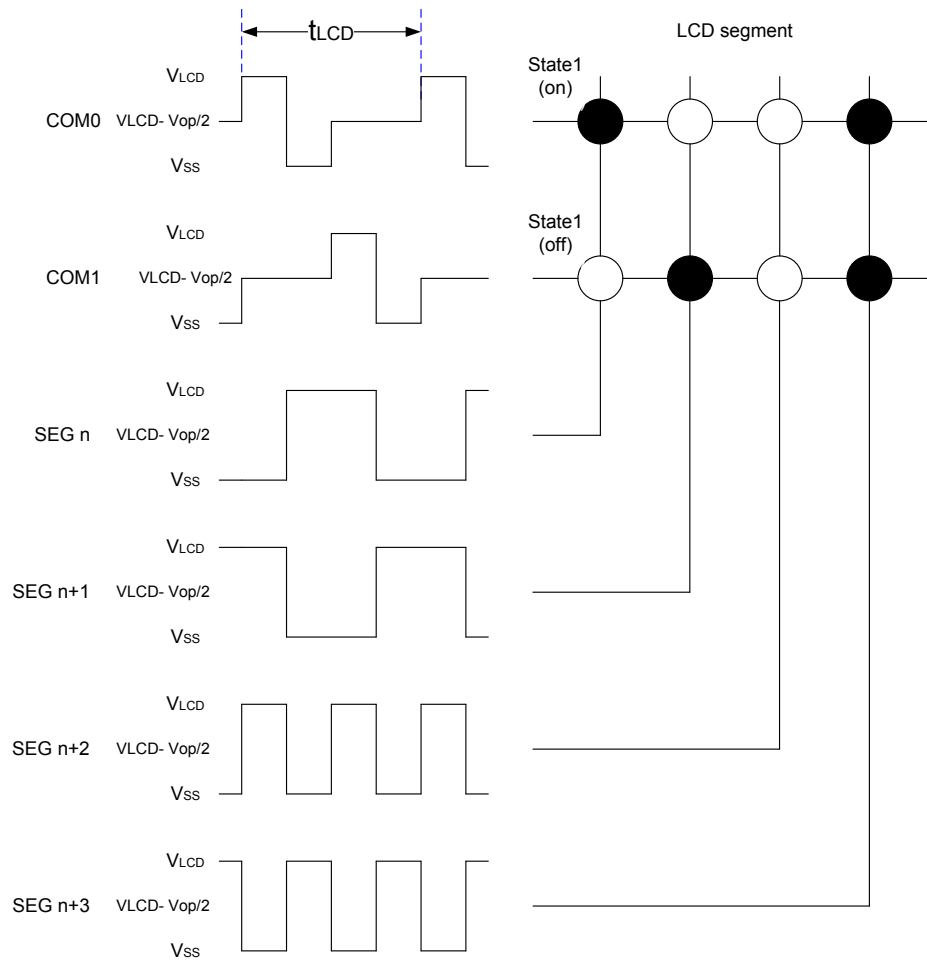 tLCD
LCD segment
State1
(on)
VLCD
COM0 VLCD- Vop/2
VSS
State1
(off)
VLCD
COM1 VLCD- Vop/2
VSS
VLCD
SEG n VLCD- Vop/2
VSS
VLCD
SEG n+1 VLCD- Vop/2
VSS
VLCD
SEG n+2 VLCD- Vop/2
VSS
VLCD
SEG n+3 VLCD- Vop/2
VSS